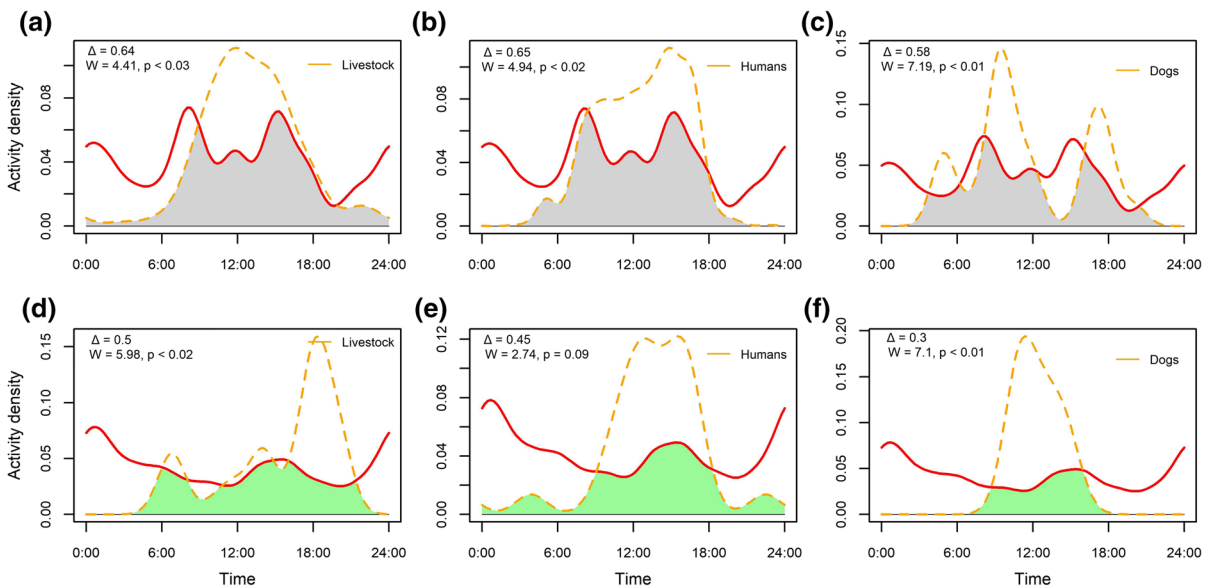 (a)
Δ = 0.64
W = 4.41, p < 0.03
Livestock
Activity density
0.08
0.04
0.00
0:00 6:00 12:00 18:00 24:00
(b)
Δ = 0.65
W = 4.94, p < 0.02
Humans
0.08
0.04
0.00
0:00 6:00 12:00 18:00 24:00
(c)
Δ = 0.58
W = 7.19, p < 0.01
Dogs
0.15
0.10
0.05
0.00
0:00 6:00 12:00 18:00 24:00
(d)
Δ = 0.5
W = 5.98, p < 0.02
Livestock
Activity density
0.15
0.10
0.05
0.00
0:00 6:00 12:00 18:00 24:00
Time
(e)
Δ = 0.45
W = 2.74, p = 0.09
Humans
0.12
0.08
0.04
0.00
0:00 6:00 12:00 18:00 24:00
Time
(f)
Δ = 0.3
W = 7.1, p < 0.01
Dogs
0.20
0.15
0.10
0.05
0.00
0:00 6:00 12:00 18:00 24:00
Time